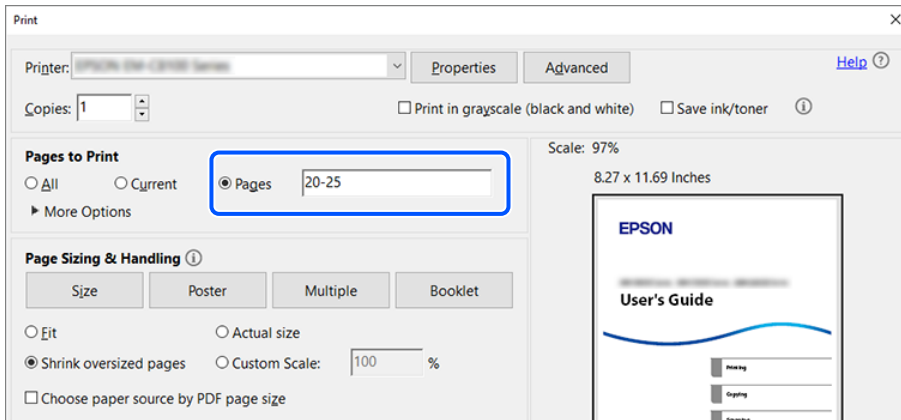 Print
Printer: Properties Advanced Help
Copies: 1 Print in grayscale (black and white) Save ink/toner
Pages to Print
All Current Pages 20-25
More Options
Scale: 97%
8.27 x 11.69 Inches
EPSON
User's Guide
Printing
Copying
Page Sizing & Handling
Size Poster Multiple Booklet
Fit Actual size
Shrink oversized pages Custom Scale: 100 %
Choose paper source by PDF page size